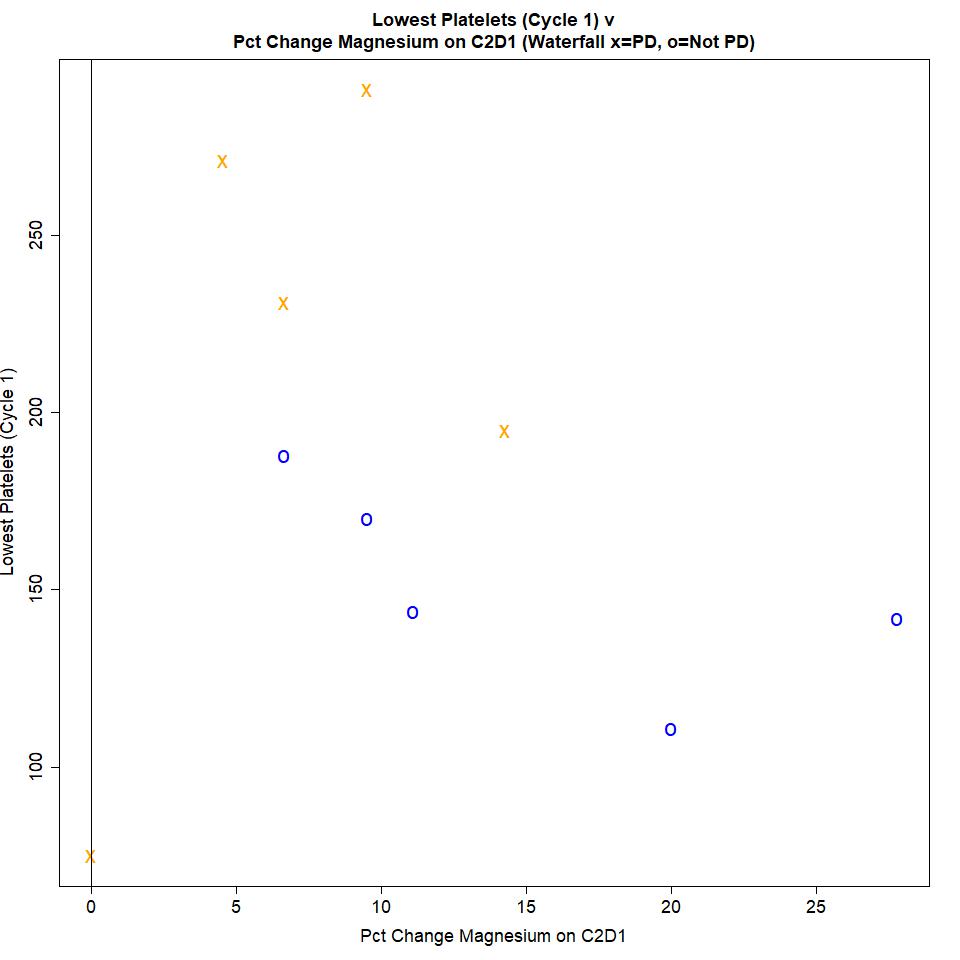 Lowest Platelets (Cycle 1) v
Pct Change Magnesium on C2D1 (Waterfall x=PD, o=Not PD)
Lowest Platelets (Cycle 1)
250
200
150
100
x
x
x
x
o
o
o
o
o
x
0 5 10 15 20 25
Pct Change Magnesium on C2D1